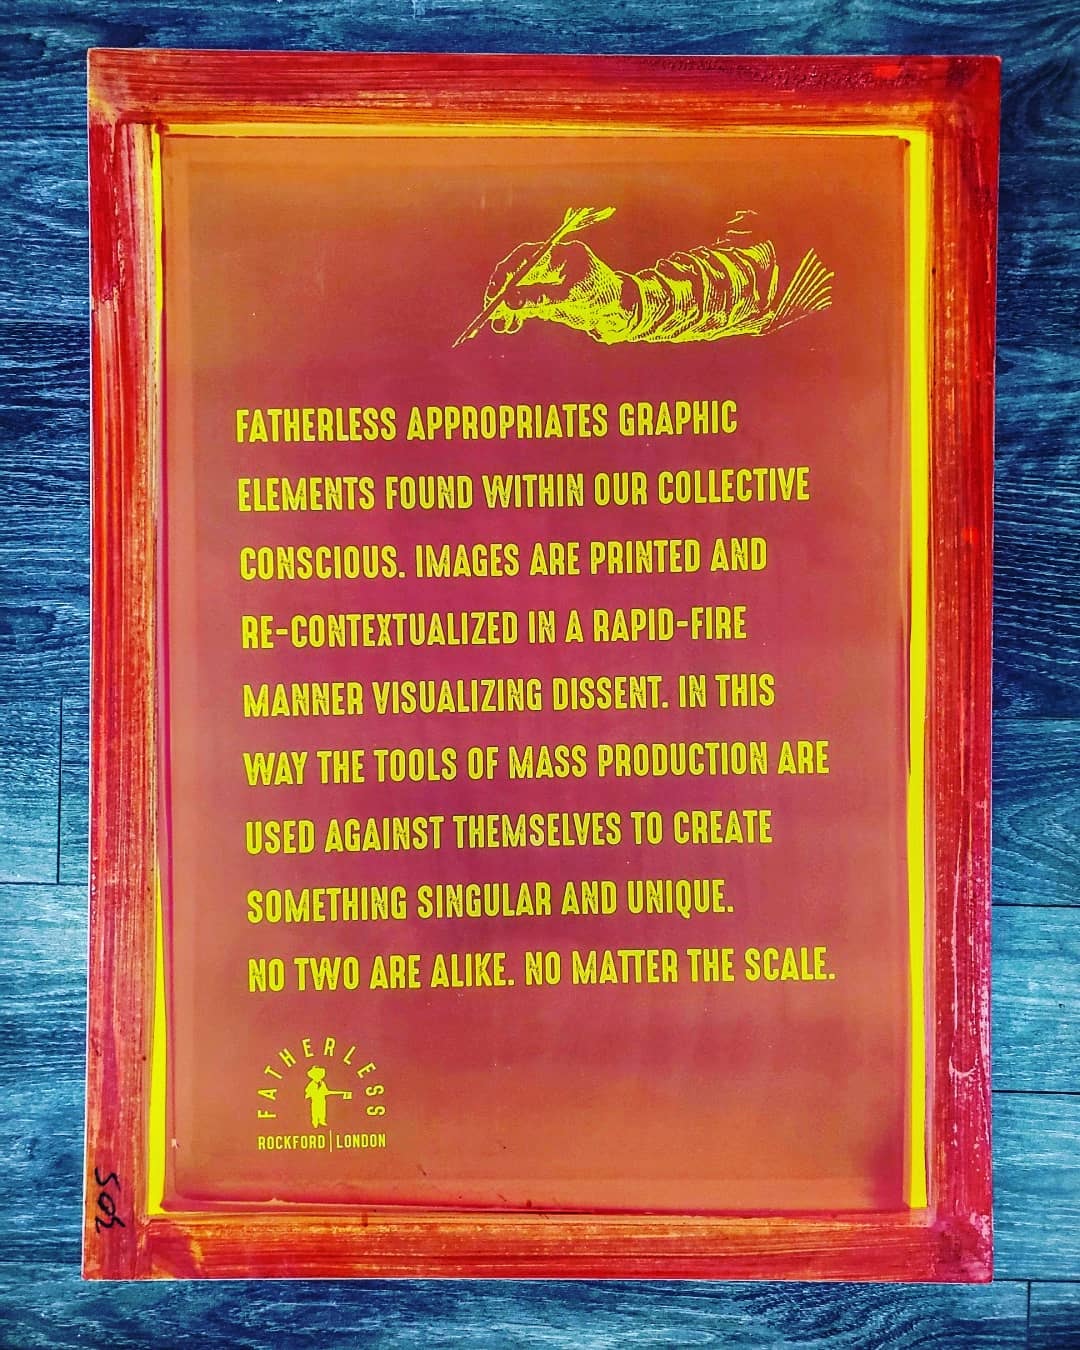 FATHERLESS APPROPRIATES GRAPHIC
ELEMENTS FOUND WITHIN OUR COLLECTIVE
CONSCIOUS. IMAGES ARE PRINTED AND
RE-CONTEXTUALIZED IN A RAPID-FIRE
MANNER VISUALIZING DISSENT. IN THIS
WAY THE TOOLS OF MASS PRODUCTION ARE
USED AGAINST THEMSELVES TO CREATE
SOMETHING SINGULAR AND UNIQUE.
NO TWO ARE ALIKE. NO MATTER THE SCALE.
FATHERLESS
ROCKFORD | LONDON